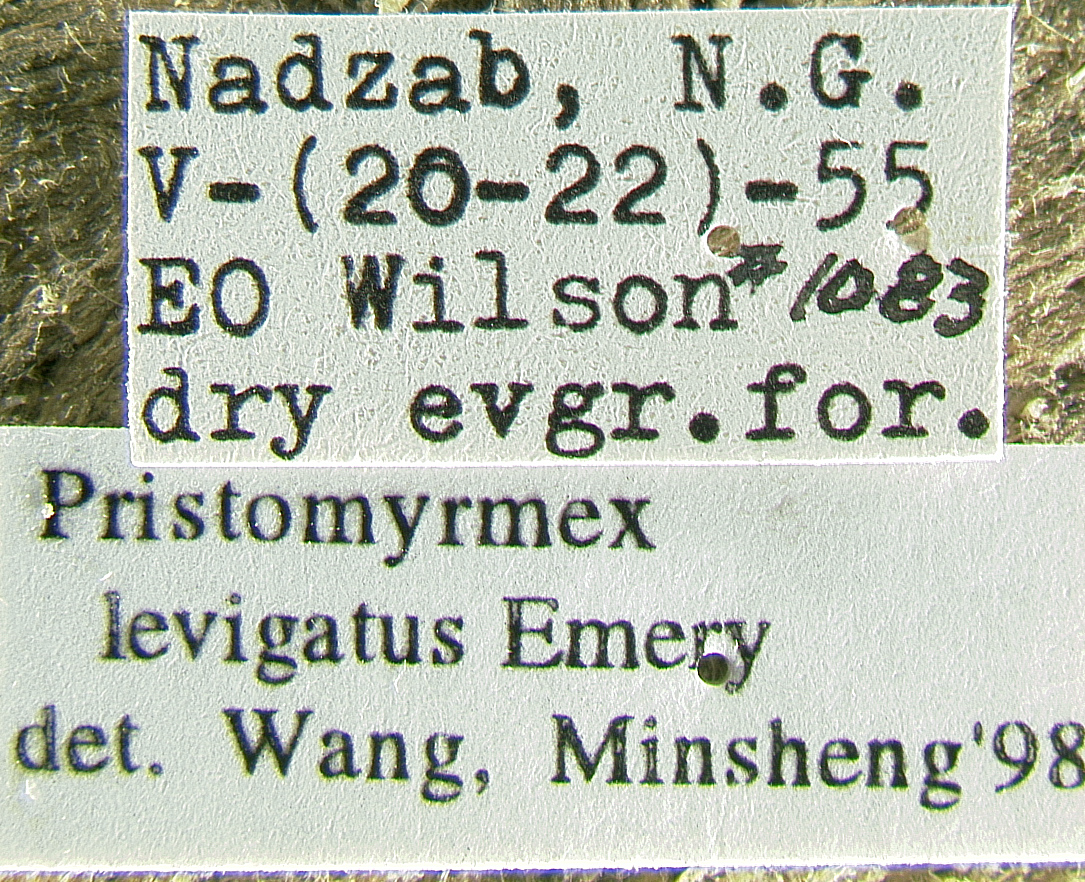 Nadzab, N.G.
V-(20-22)-55
EO Wilson #1083
dry evgr.for.
Pristomyrmex
levigatus Emery
det. Wang, Minsheng '98